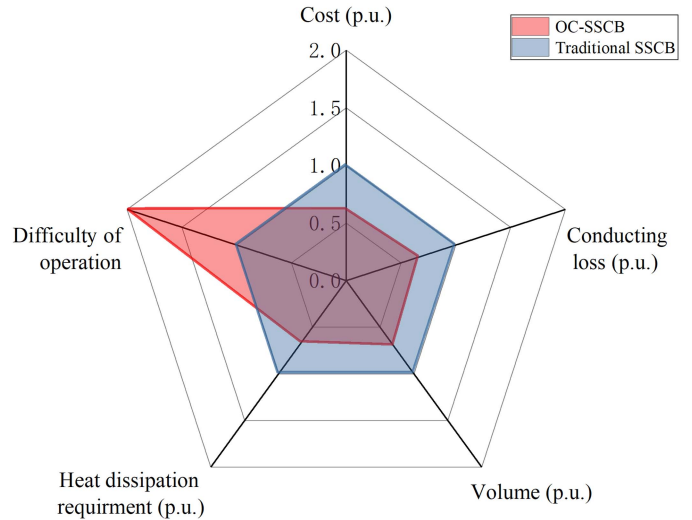 Cost (p.u.)
OC-SSCB
Traditional SSCB
2.0
1.5
1.0
0.5
0.0
Difficulty of
operation
Conducting
loss (p.u.)
Heat dissipation
requirment (p.u.)
Volume (p.u.)